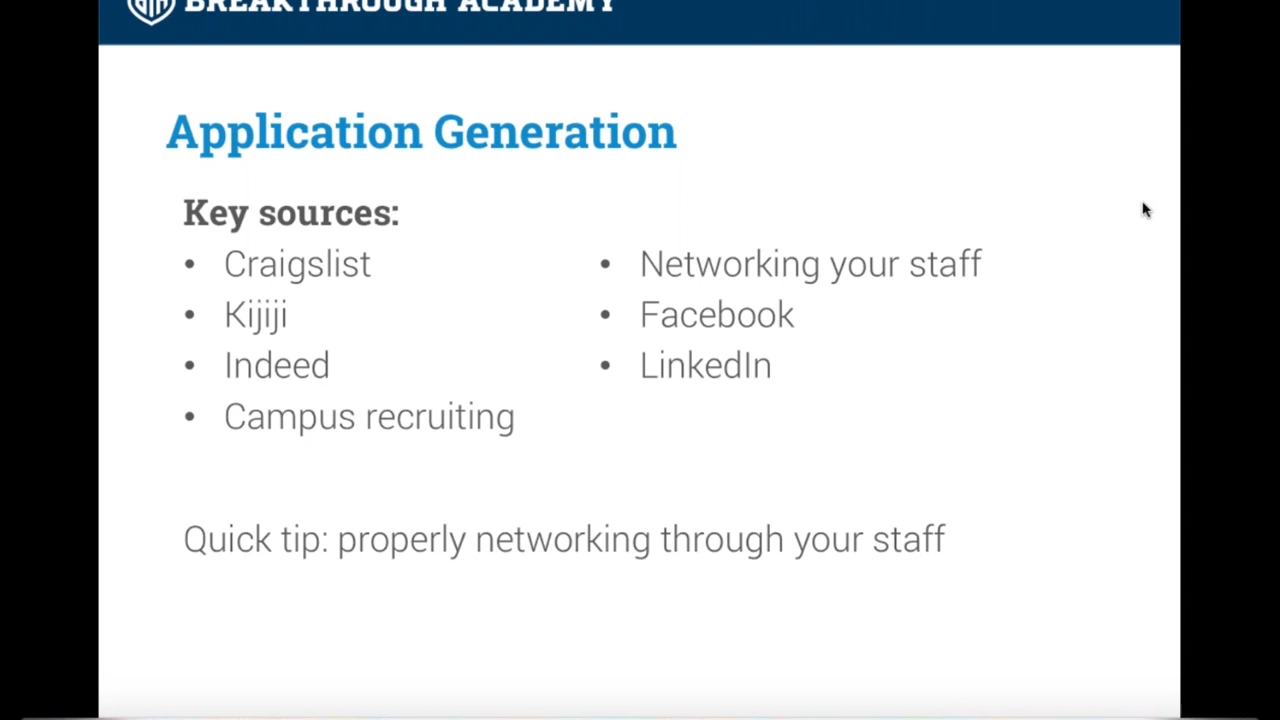 BREAKTHROUGH ACADEMY
Application Generation
Key sources:
• Craigslist
• Kijiji
• Indeed
• Campus recruiting
• Networking your staff
• Facebook
• LinkedIn
Quick tip: properly networking through your staff